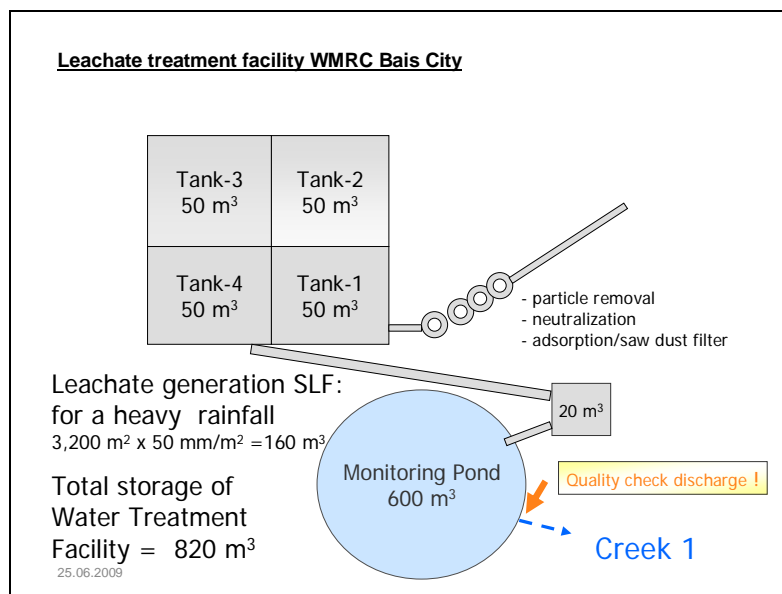 Leachate treatment facility WMRC Bais City
Tank-3
50 m³
Tank-2
50 m³
Tank-4
50 m³
Tank-1
50 m³
- particle removal
- neutralization
- adsorption/saw dust filter
Leachate generation SLF:
for a heavy rainfall
3,200 m² x 50 mm/m² =160 m³
20 m³
Monitoring Pond
600 m³
Quality check discharge !
Total storage of
Water Treatment
Facility = 820 m³
Creek 1
25.06.2009